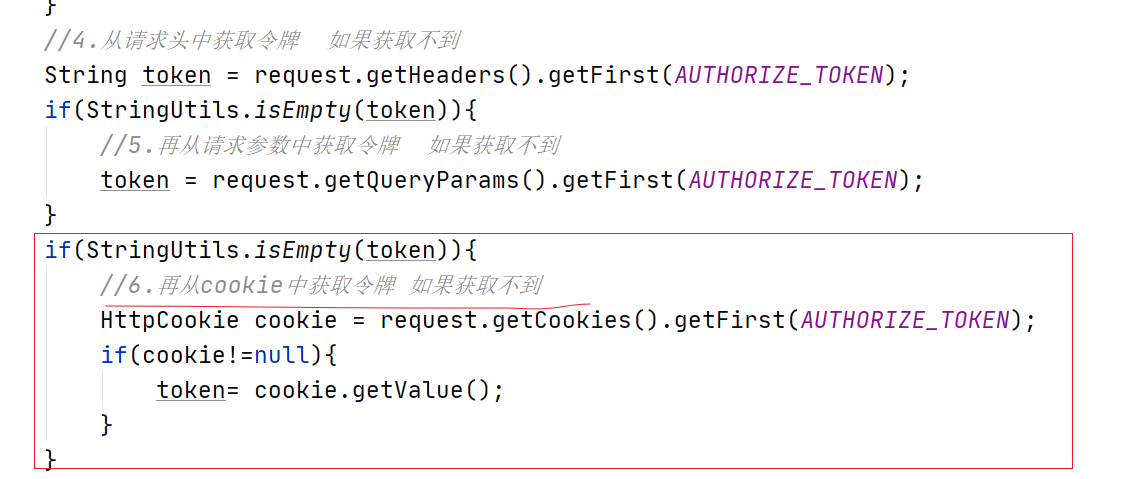 }
//4.从请求头中获取令牌  如果获取不到
String token = request.getHeaders().getFirst(AUTHORIZE_TOKEN);
if(StringUtils.isEmpty(token)){
//5.再从请求参数中获取令牌  如果获取不到
token = request.getQueryParams().getFirst(AUTHORIZE_TOKEN);
}
if(StringUtils.isEmpty(token)){
//6.再从cookie中获取令牌 如果获取不到
HttpCookie cookie = request.getCookies().getFirst(AUTHORIZE_TOKEN);
if(cookie!=null){
token= cookie.getValue();
}
}